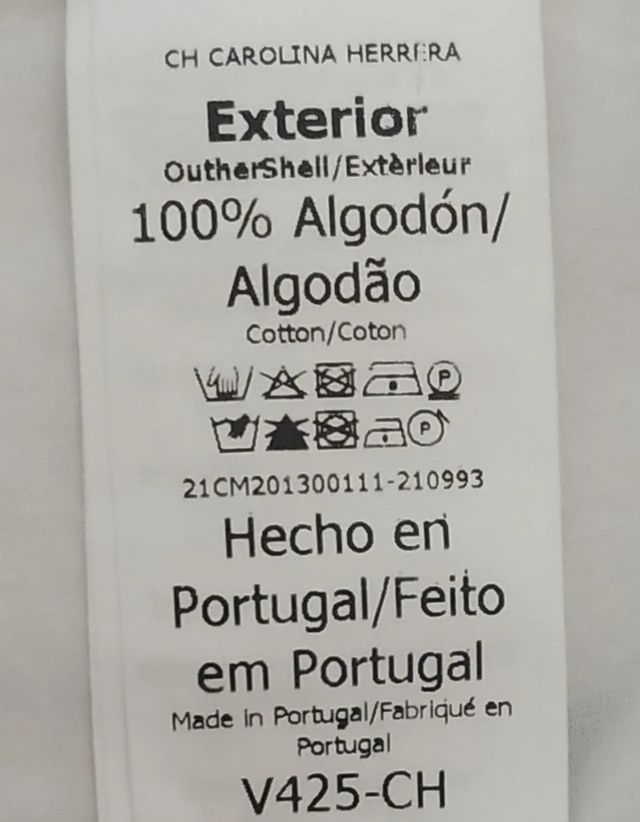 CH CAROLINA HERRERA
Exterior
OutherShell/Extèrieur
100% Algodón/
Algodão
Cotton/Coton
P
P
21CM201300111-210993
Hecho en
Portugal/Feito
em Portugal
Made in Portugal/Fabriqué en
Portugal
V425-CH